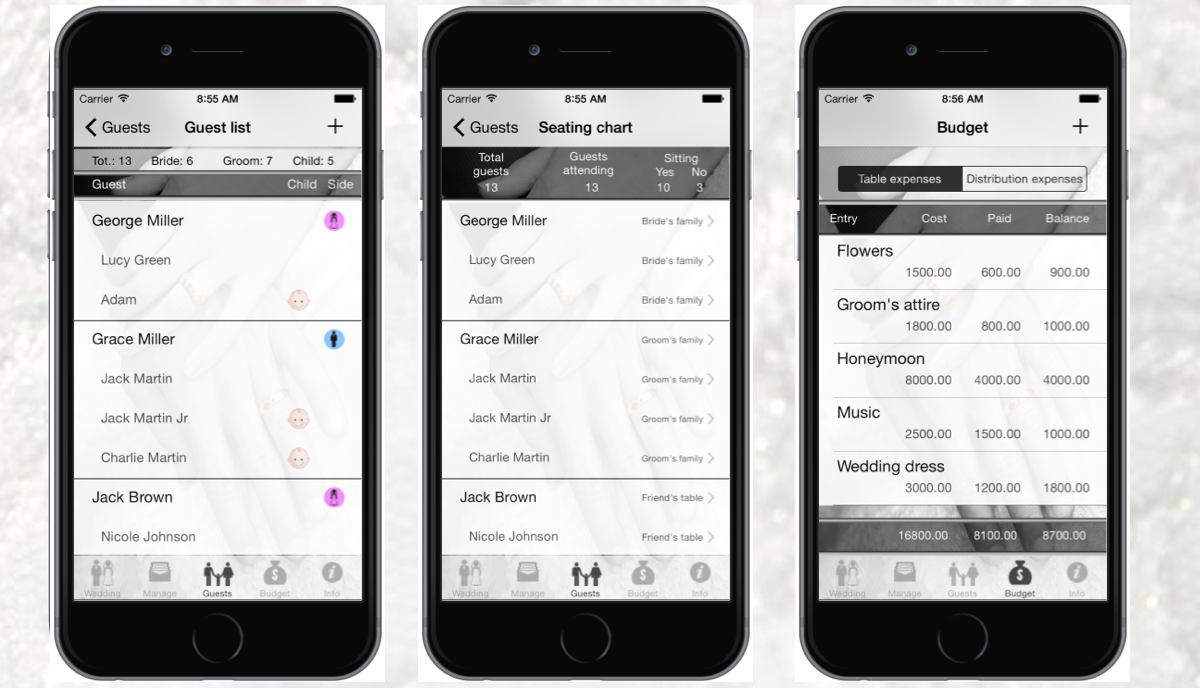 Carrier 8:55 AM
Guests Guest list +
Tot.: 13 Bride: 6 Groom: 7 Child: 5
Guest Child Side
George Miller
Lucy Green
Adam
Grace Miller
Jack Martin
Jack Martin Jr
Charlie Martin
Jack Brown
Nicole Johnson
Wedding Manage Guests Budget Info
Carrier 8:55 AM
Guests Seating chart
Total guests Guests attending Sitting
Yes No
13 13 10 3
George Miller Bride's family
Lucy Green Bride's family
Adam Bride's family
Grace Miller Groom's family
Jack Martin Groom's family
Jack Martin Jr Groom's family
Charlie Martin Groom's family
Jack Brown Friend's table
Nicole Johnson Friend's table
Wedding Manage Guests Budget Info
Carrier 8:56 AM
Budget +
Table expenses Distribution expenses
Entry Cost Paid Balance
Flowers
1500.00 600.00 900.00
Groom's attire
1800.00 800.00 1000.00
Honeymoon
8000.00 4000.00 4000.00
Music
2500.00 1500.00 1000.00
Wedding dress
3000.00 1200.00 1800.00
16800.00 8100.00 8700.00
Wedding Manage Guests Budget Info